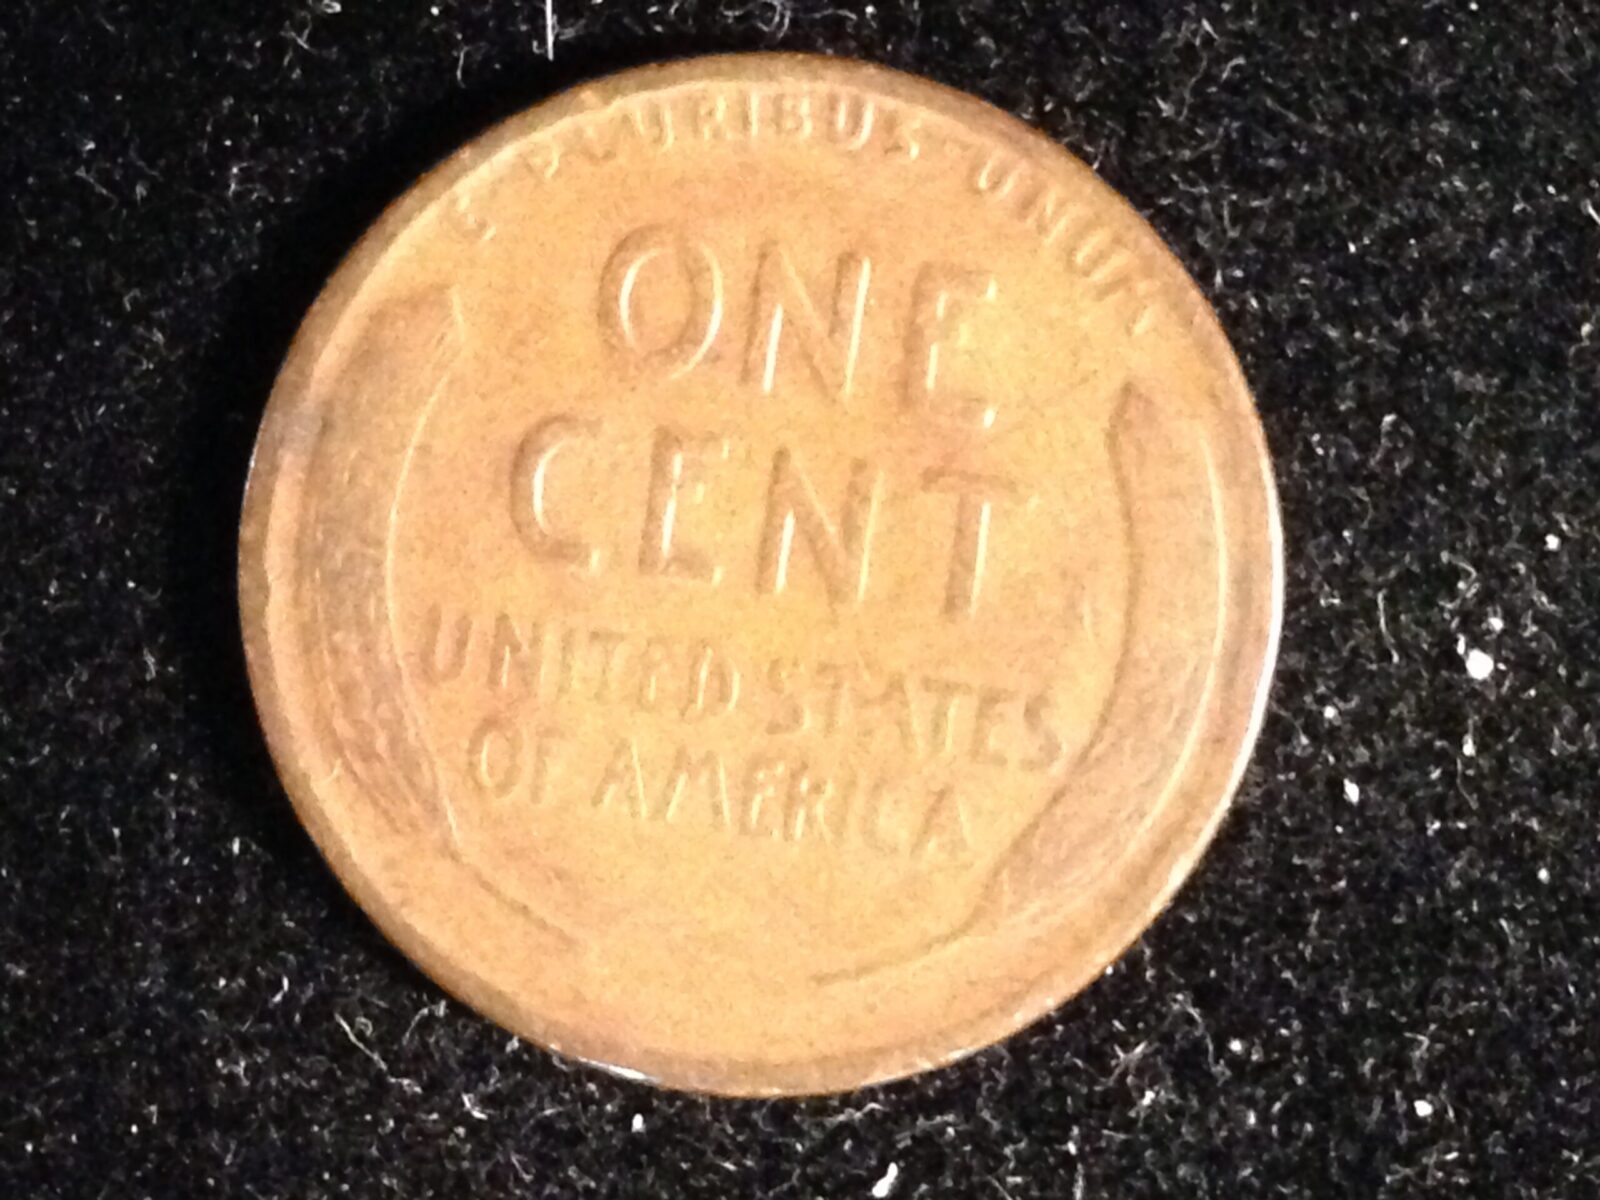 E PLURIBUS UNUM
ONE
CENT
UNITED STATES
OF AMERICA